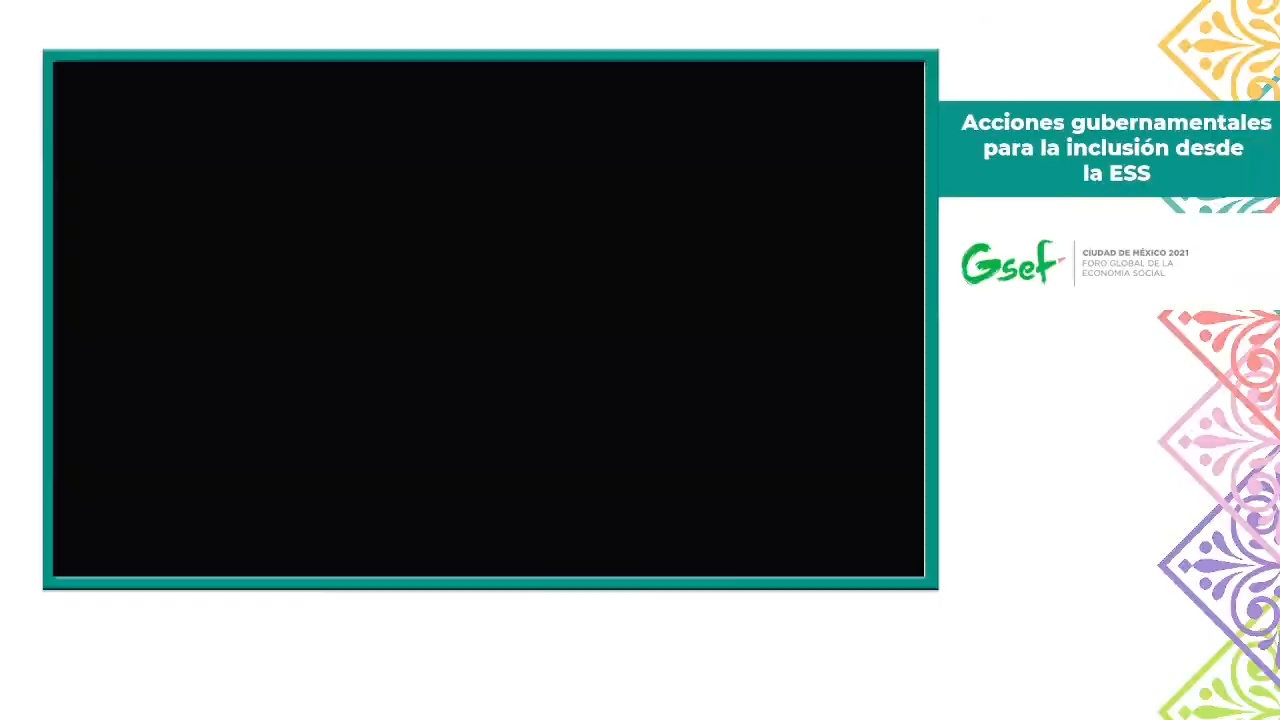 Acciones gubernamentales
para la inclusión desde
la ESS
Gsef
CIUDAD DE MÉXICO 2021
FORO GLOBAL DE LA
ECONOMÍA SOCIAL